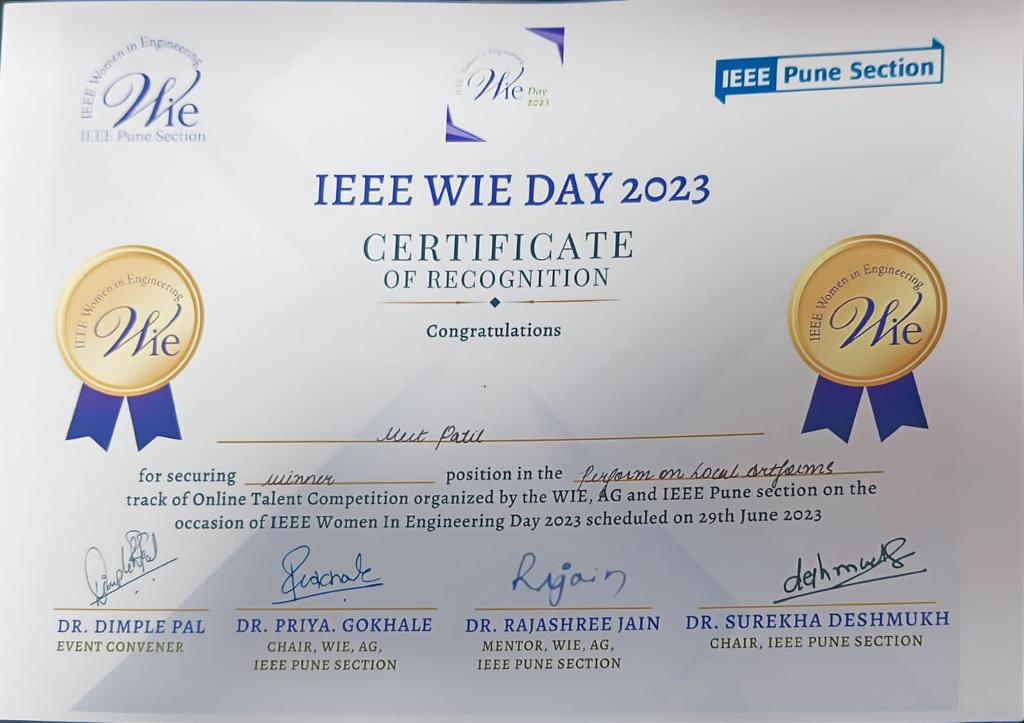 IEEE Women in Engineering
Wie
IEEE Pune Section
IEEE Women in Engineering
Wie Day
2023
IEEE Pune Section
IEEE WIE DAY 2023
CERTIFICATE
OF RECOGNITION
Congratulations
IEEE Women in Engineering
Wie
IEEE Women in Engineering
Wie
Meet Patil
for securing winner position in the Perform on Local artforms
track of Online Talent Competition organized by the WIE, AG and IEEE Pune section on the
occasion of IEEE Women In Engineering Day 2023 scheduled on 29th June 2023
Rajain
deshmukh
DR. DIMPLE PAL
EVENT CONVENER
DR. PRIYA. GOKHALE
CHAIR, WIE, AG,
IEEE PUNE SECTION
DR. RAJASHREE JAIN
MENTOR, WIE, AG,
IEEE PUNE SECTION
DR. SUREKHA DESHMUKH
CHAIR, IEEE PUNE SECTION